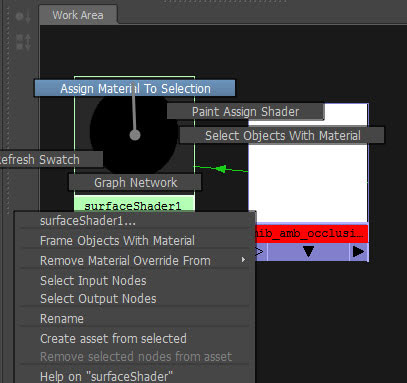 Work Area
Assign Material To Selection
Paint Assign Shader
Select Objects With Material
Refresh Swatch
Graph Network
surfaceShader1
mib_amb_occlusi...
surfaceShader1...
Frame Objects With Material
Remove Material Override From
Select Input Nodes
Select Output Nodes
Rename
Create asset from selected
Remove selected nodes from asset
Help on "surfaceShader"